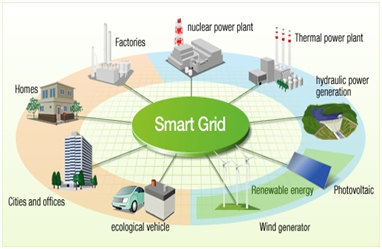 nuclear power plant
Factories
Thermal power plant
hydraulic power
generation
Homes
Smart Grid
Renewable energy
Photovoltaic
Cities and offices
ecological vehicle
Wind generator